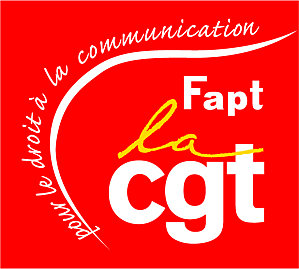 pour le droit à la communication
Fapt
la
cgt